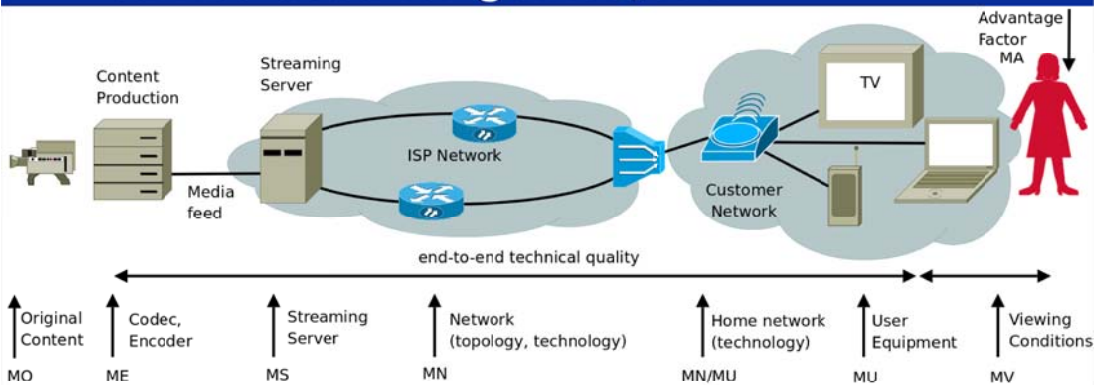 Advantage
Factor
MA
Content
Production
Streaming
Server
TV
ISP Network
Media
feed
Customer
Network
end-to-end technical quality
Original
Content
Codec,
Encoder
Streaming
Server
Network
(topology, technology)
Home network
(technology)
User
Equipment
Viewing
Conditions
MO
ME
MS
MN
MN/MU
MU
MV